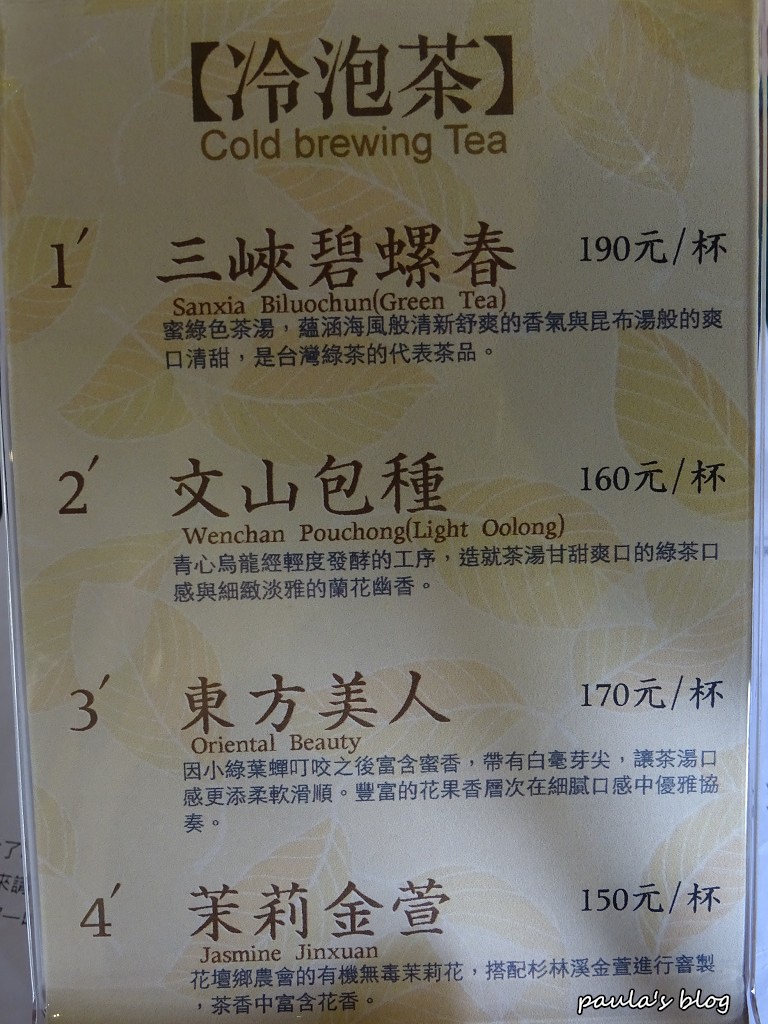 【冷泡茶】
Cold brewing Tea
1′ 三峽碧螺春 190元/杯
Sanxia Biluochun(Green Tea)
蜜綠色茶湯，蘊涵海風般清新舒爽的香氣與昆布湯般的爽
口清甜，是台灣綠茶的代表茶品。
2′ 文山包種 160元/杯
Wenchan Pouchong(Light Oolong)
青心烏龍經輕度發酵的工序，造就茶湯甘甜爽口的綠茶口
感與細緻淡雅的蘭花幽香。
3′ 東方美人 170元/杯
Oriental Beauty
因小綠葉蟬叮咬之後富含蜜香，帶有白毫芽尖，讓茶湯口
感更添柔軟滑順。豐富的花果香層次在細膩口感中優雅協
奏。
4′ 茉莉金萱 150元/杯
Jasmine Jinxuan
花壇鄉農會的有機無毒茉莉花，搭配杉林溪金萱進行窨製
，茶香中富含花香。
paula's blog